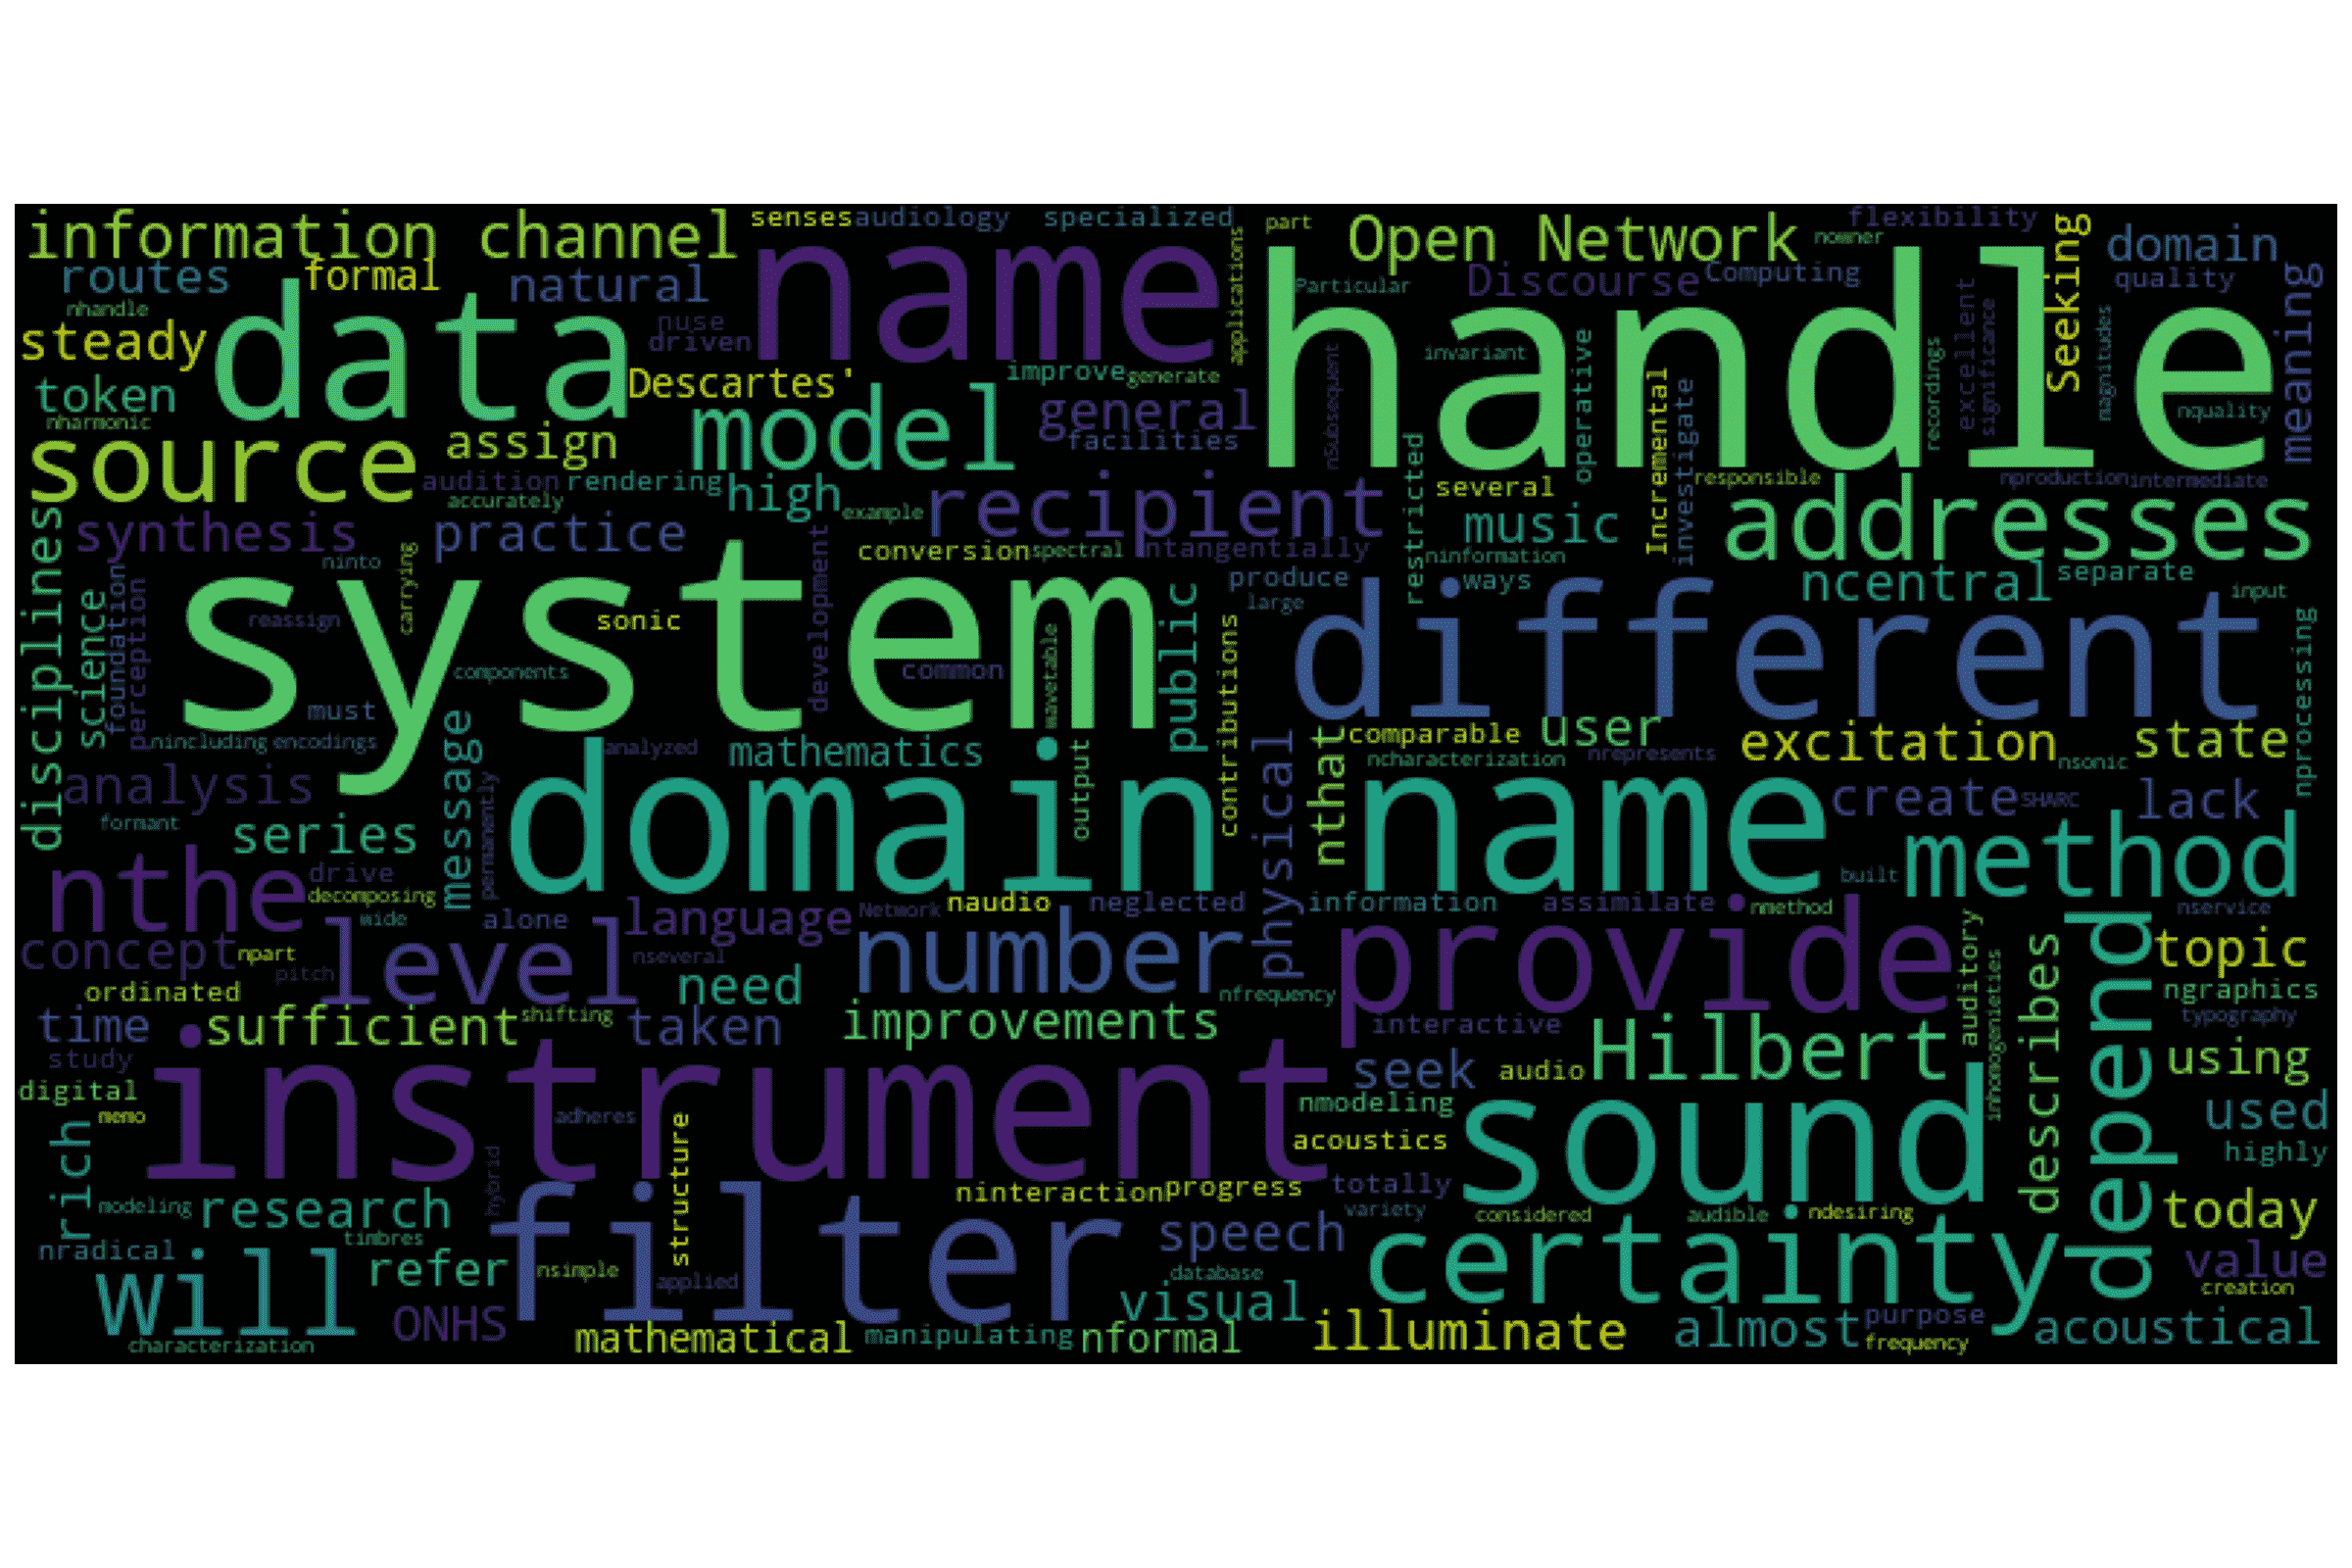 information channel
senses
audiology
specialized
part
Open Network
flexibility
nowner
Seeking
domain
routes
formal
natural
name
applications
handle
Particular
Discourse
Computing
quality
meaning
nhandle
data
nuse
driven
steady
Descartes'
improve
generate
nSubsequent
invariant
operative
recordings
excellent
significance
magnitudes
token
nharmonic
model
general
facilities
Incremental
investigate
nquality
source
assign
audition
rendering
accurately
high
example
recipient
restricted
several
responsible
nproduction
intermediate
disciplines
synthesis
practice
conversion
spectral
ntangentially
music
ninformation
addresses
science
foundation
perception
ninto
carrying
system
development
produce
large
ways
ncentral
separate
input
reassign
sonic
components
common
wavetable
public
contributions
different
nprocessing
must
nincluding
encodings
analyzed
mathematics
output
physical
nthat
comparable
user
ncharacterization
nrepresents
excitation
state
nsonic
analysis
message
permanently
domain name
create
SHARC
lack
formant
series
method
nthe
drive
decomposing
wide
alone
language
Network
naudio
neglected
information
assimilate
nmethod
built
nservice
concept
npart
pitch
level
nseveral
number
provide
auditory
describes
depend
topic
ordinated
need
nfrequency
inhomogenieties
ngraphics
typography
time
sufficient
shifting
taken
improvements
interactive
study
instrument
seek
audio
Hilbert
using
digital
memo
adheres
nmodeling
sound
used
rich
structure
acoustics
highly
modeling
research
timbres
hybrid
filter
ninteraction
progress
totally
variety
considered
audible
ndesiring
today
nradical
Will
refer
nsimple
applied
speech
database
certainty
value
creation
ONHS
visual
characterization
mathematical
manipulating
nformal
illuminate
almost
purpose
frequency
acoustical